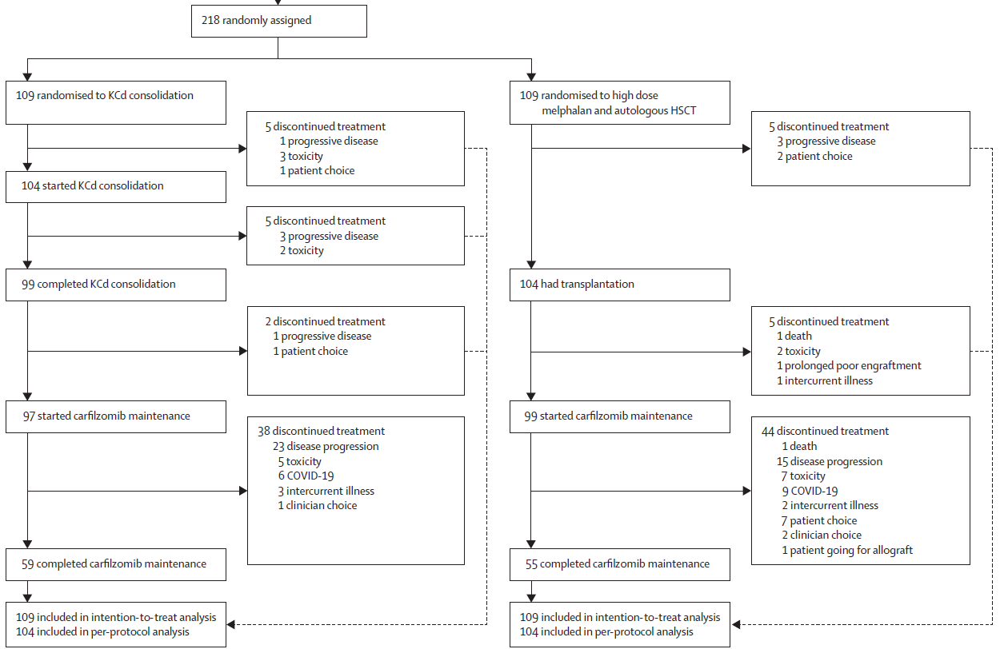 218 randomly assigned
109 randomised to KCd consolidation
5 discontinued treatment
1 progressive disease
3 toxicity
1 patient choice
104 started KCd consolidation
5 discontinued treatment
3 progressive disease
2 toxicity
99 completed KCd consolidation
2 discontinued treatment
1 progressive disease
1 patient choice
97 started carfilzomib maintenance
38 discontinued treatment
23 disease progression
5 toxicity
6 COVID-19
3 intercurrent illness
1 clinician choice
59 completed carfilzomib maintenance
109 included in intention-to-treat analysis
104 included in per-protocol analysis
109 randomised to high dose
melphalan and autologous HSCT
5 discontinued treatment
3 progressive disease
2 patient choice
104 had transplantation
5 discontinued treatment
1 death
2 toxicity
1 prolonged poor engraftment
1 intercurrent illness
99 started carfilzomib maintenance
44 discontinued treatment
1 death
15 disease progression
7 toxicity
9 COVID-19
2 intercurrent illness
7 patient choice
2 clinician choice
1 patient going for allograft
55 completed carfilzomib maintenance
109 included in intention-to-treat analysis
104 included in per-protocol analysis